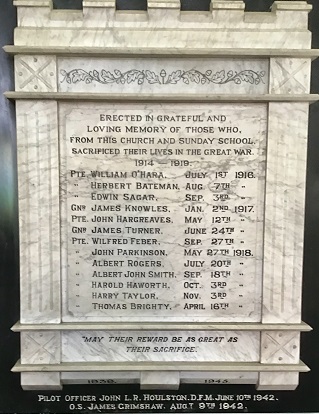 ERECTED IN GRATEFUL AND
LOVING MEMORY OF THOSE WHO,
FROM THIS CHURCH AND SUNDAY SCHOOL,
SACRIFICED THEIR LIVES IN THE GREAT WAR.
1914 — 1919.
PTE. WILLIAM O'HARA, JULY 1ST 1916.
" HERBERT BATEMAN, AUG 7TH "
" EDWIN SAGAR, SEP. 3RD "
GNR JAMES KNOWLES, JAN. 2ND 1917.
PTE. JOHN HARGREAVES, MAY 12TH "
GNR JAMES TURNER, JUNE 24TH "
PTE. WILFRED FEBER, SEP. 27TH "
" JOHN PARKINSON, MAY 27TH 1918.
" ALBERT ROGERS, JULY 20TH "
" ALBERT JOHN SMITH, SEP. 18TH "
" HAROLD HAWORTH, OCT. 3RD "
" HARRY TAYLOR, NOV. 3RD "
" THOMAS BRIGHTY, APRIL 16TH "
"MAY THEIR REWARD BE AS GREAT AS
THEIR SACRIFICE."
1939. 1945.
PILOT OFFICER JOHN L.R. HOULSTON. D.F.M. JUNE 10TH 1942.
O.S. JAMES GRIMSHAW. AUGT 9TH 1942.